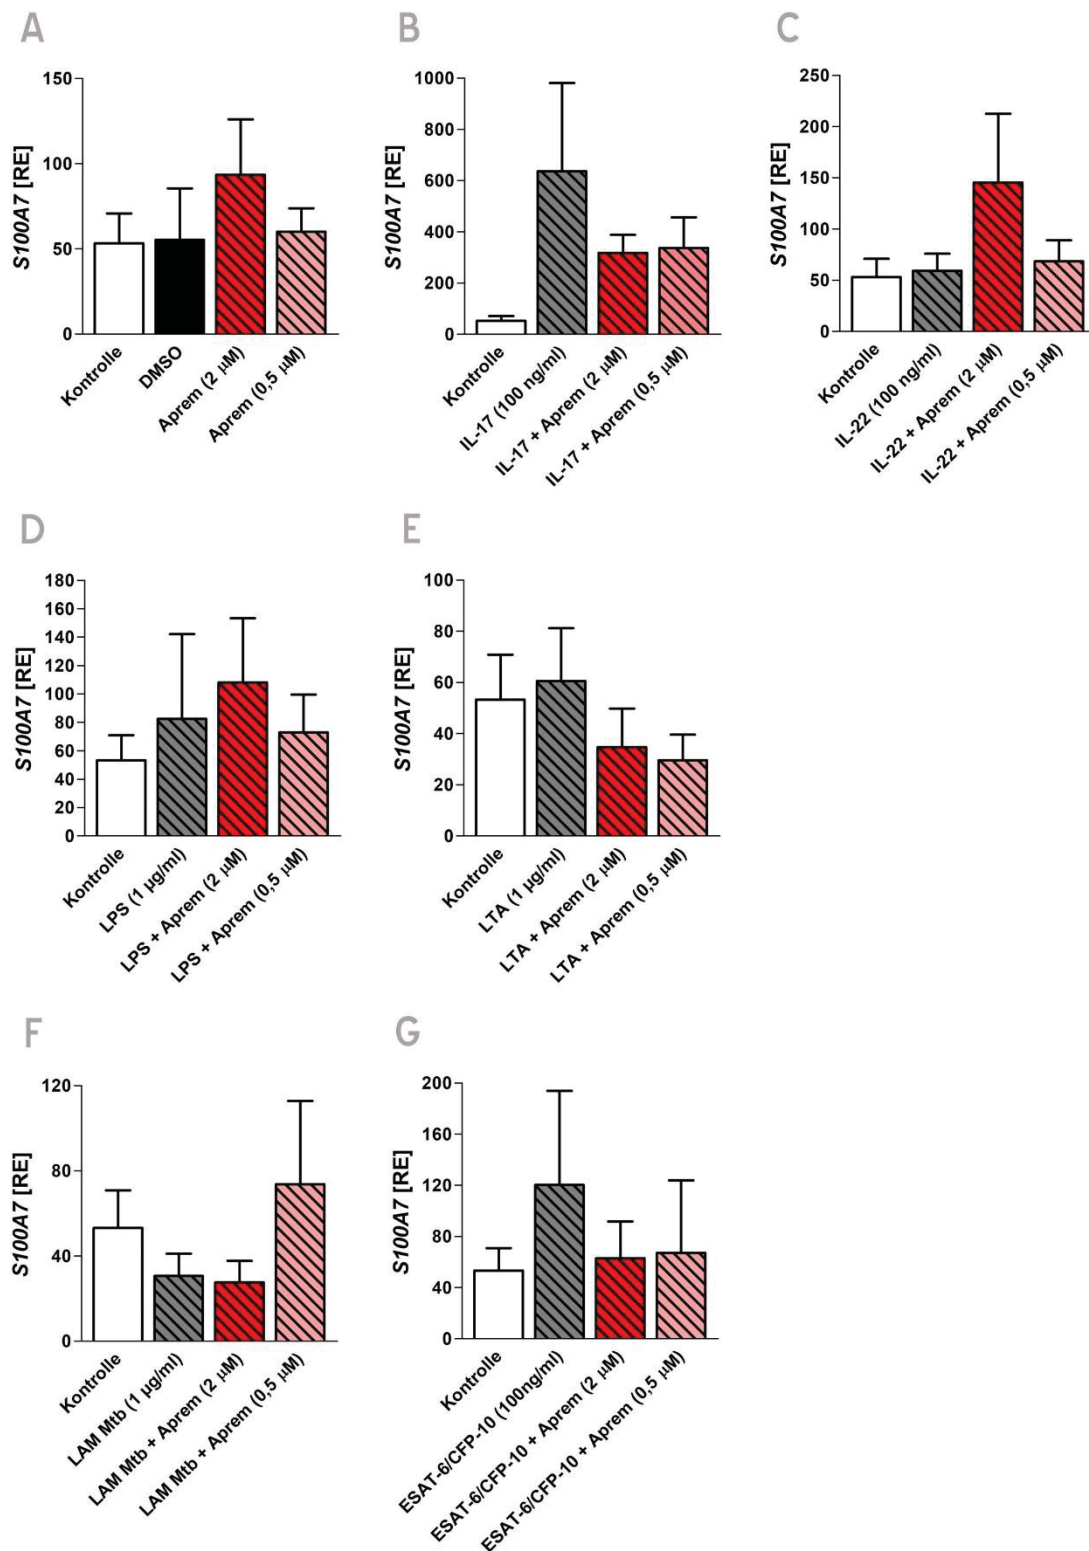 A
S100A7 [RE]
150
100
50
0
Kontrolle
DMSO
Aprem (2 µM)
Aprem (0,5 µM)
B
S100A7 [RE]
1000
800
600
400
200
0
Kontrolle
IL-17 (100 ng/ml)
IL-17 + Aprem (2 µM)
IL-17 + Aprem (0,5 µM)
C
S100A7 [RE]
250
200
150
100
50
0
Kontrolle
IL-22 (100 ng/ml)
IL-22 + Aprem (2 µM)
IL-22 + Aprem (0,5 µM)
D
S100A7 [RE]
180
160
140
120
100
80
60
40
20
0
Kontrolle
LPS (1 µg/ml)
LPS + Aprem (2 µM)
LPS + Aprem (0,5 µM)
E
S100A7 [RE]
100
80
60
40
20
0
Kontrolle
LTA (1 µg/ml)
LTA + Aprem (2 µM)
LTA + Aprem (0,5 µM)
F
S100A7 [RE]
120
80
40
0
Kontrolle
LAM Mtb (1 µg/ml)
LAM Mtb + Aprem (2 µM)
LAM Mtb + Aprem (0,5 µM)
G
S100A7 [RE]
200
160
120
80
40
0
Kontrolle
ESAT-6/CFP-10 (100ng/ml)
ESAT-6/CFP-10 + Aprem (2 µM)
ESAT-6/CFP-10 + Aprem (0,5 µM)